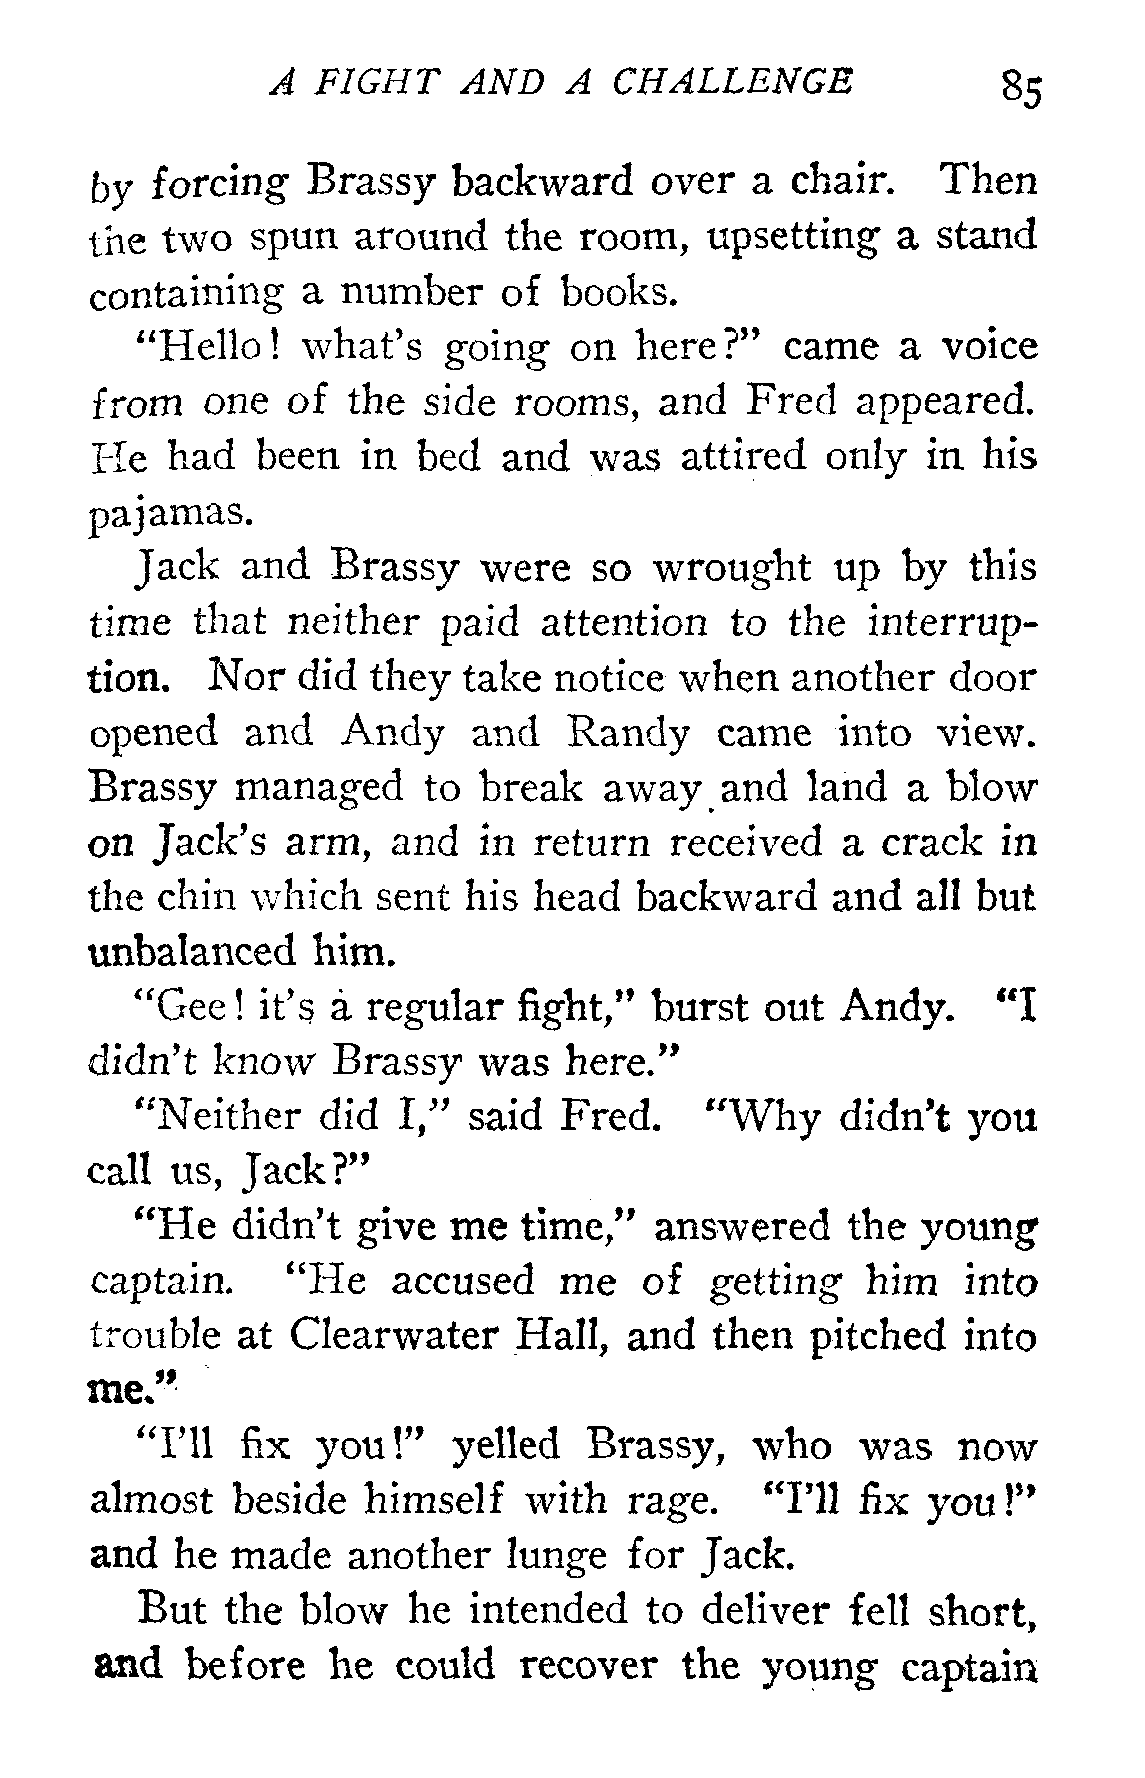 A FIGHT AND A CHALLENGE 85
by forcing Brassy backward over a chair. Then
the two spun around the room, upsetting a stand
containing a number of books.
“Hello! what’s going on here?” came a voice
from one of the side rooms, and Fred appeared.
He had been in bed and was attired only in his
pajamas.
Jack and Brassy were so wrought up by this
time that neither paid attention to the interrup-
tion. Nor did they take notice when another door
opened and Andy and Randy came into view.
Brassy managed to break away and land a blow
on Jack’s arm, and in return received a crack in
the chin which sent his head backward and all but
unbalanced him.
“Gee! it’s a regular fight,” burst out Andy. “I
didn’t know Brassy was here.”
“Neither did I,” said Fred. “Why didn’t you
call us, Jack?”
“He didn’t give me time,” answered the young
captain. “He accused me of getting him into
trouble at Clearwater Hall, and then pitched into
me.”
“I’ll fix you!” yelled Brassy, who was now
almost beside himself with rage. “I’ll fix you!”
and he made another lunge for Jack.
But the blow he intended to deliver fell short,
and before he could recover the young captain